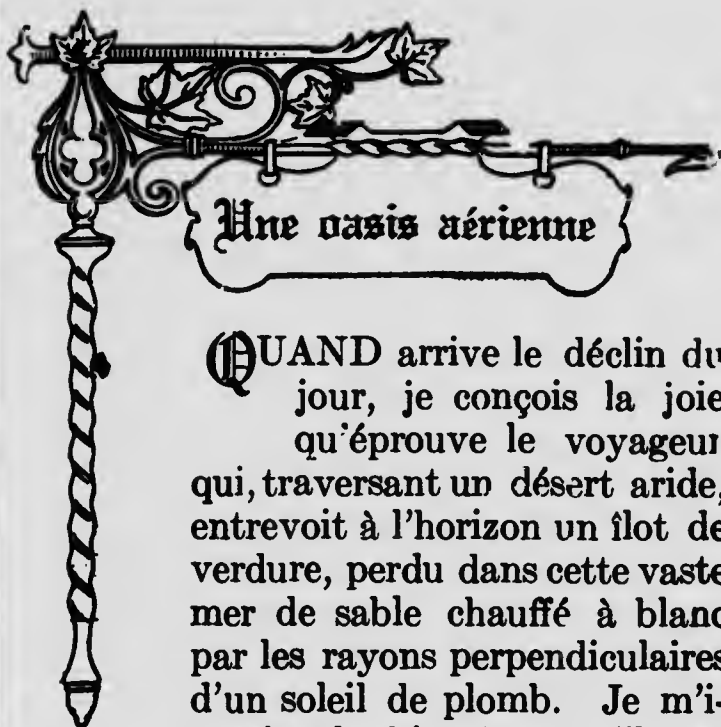 Une oasis aérienne
QUAND arrive le déclin du
jour, je conçois la joie
qu'éprouve le voyageur
qui, traversant un désert aride,
entrevoit à l'horizon un îlot de
verdure, perdu dans cette vaste
mer de sable chauffé à blanc
par les rayons perpendiculaires
d'un soleil de plomb. Je m'i-